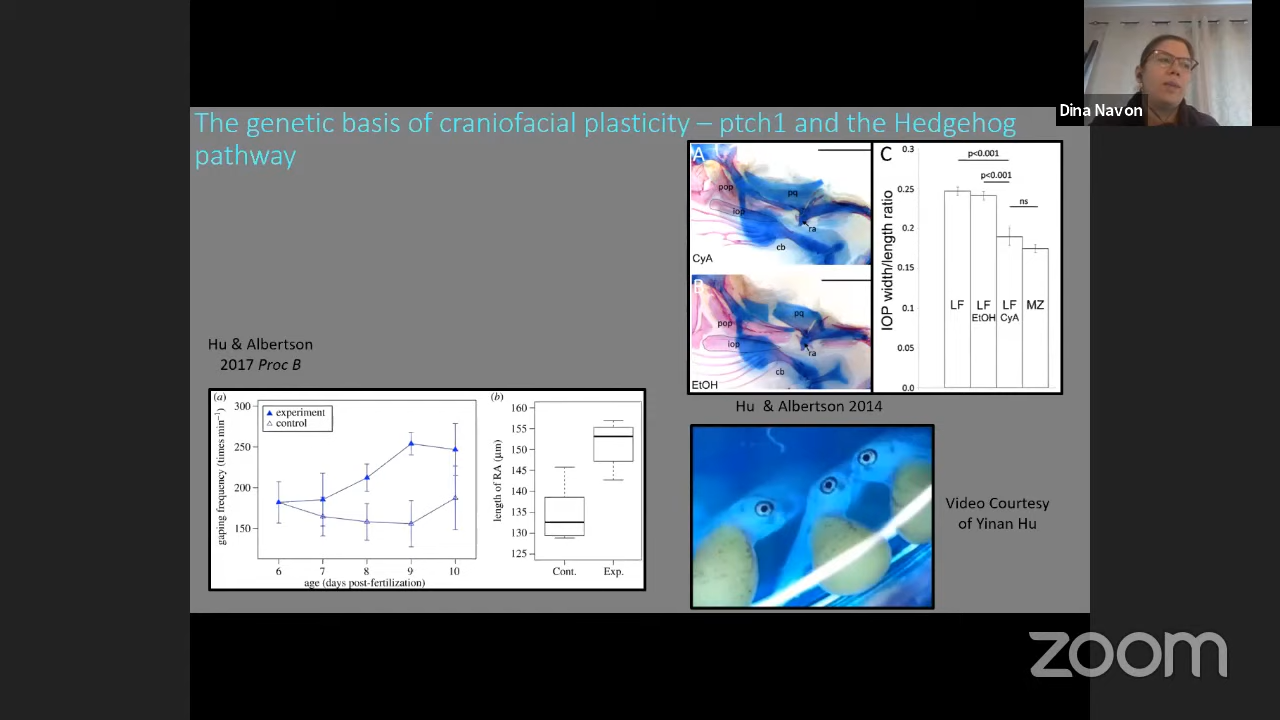 Dina Navon
The genetic basis of craniofacial plasticity – ptch1 and the Hedgehog
pathway
A
pop
pq
iop
ra
cb
CyA
B
pop
pq
iop
ra
cb
EtOH
C
IOP width/length ratio
0.3
0.25
0.2
0.15
0.1
0.05
0.0
p<0.001
p<0.001
ns
LF
LF
EtOH
LF
CyA
MZ
Hu & Albertson 2014
Hu & Albertson
2017 Proc B
(a)
gaping frequency (times min⁻¹)
300
250
200
150
experiment
control
6 7 8 9 10
age (days post-fertilization)
(b)
length of RA (µm)
160
155
150
145
140
135
130
125
Cont. Exp.
Video Courtesy
of Yinan Hu
zoom